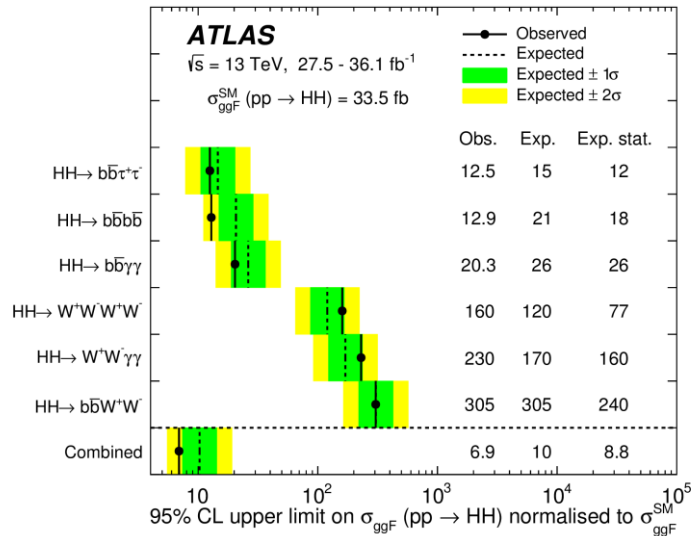 ATLAS
√s = 13 TeV, 27.5 - 36.1 fb⁻¹
σ_ggF^SM (pp → HH) = 33.5 fb
Observed
Expected
Expected ± 1σ
Expected ± 2σ
Obs. Exp. Exp. stat.
HH→ bb̅τ⁺τ⁻ 12.5 15 12
HH→ bb̅bb̅ 12.9 21 18
HH→ bb̅γγ 20.3 26 26
HH→ W⁺W⁻W⁺W⁻ 160 120 77
HH→ W⁺W⁻γγ 230 170 160
HH→ bb̅W⁺W⁻ 305 305 240
Combined 6.9 10 8.8
10 10² 10³ 10⁴ 10⁵
95% CL upper limit on σ_ggF (pp → HH) normalised to σ_ggF^SM